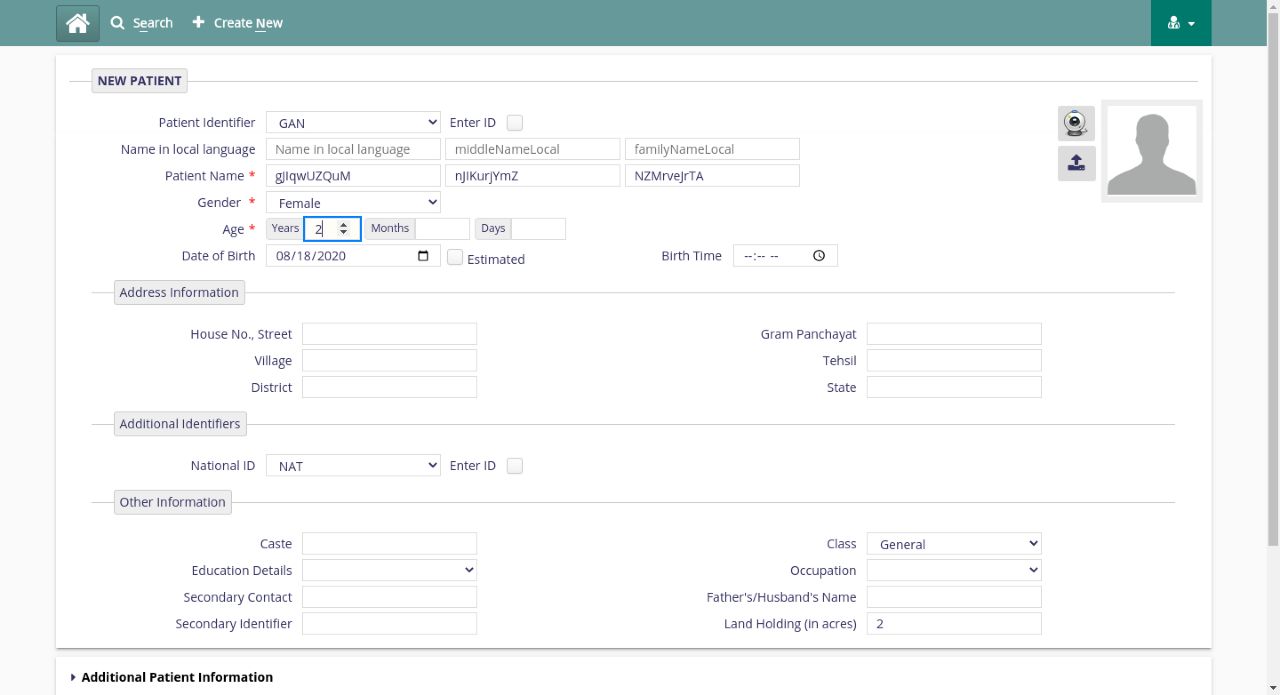 Search Create New
NEW PATIENT
Patient Identifier GAN Enter ID
Name in local language Name in local language middleNameLocal familyNameLocal
Patient Name * gJIqwUZQuM nJIKurjYmZ NZMrveJrTA
Gender * Female
Age * Years 2 Months Days
Date of Birth 08/18/2020 Estimated Birth Time --:-- --
Address Information
House No., Street Gram Panchayat
Village Tehsil
District State
Additional Identifiers
National ID NAT Enter ID
Other Information
Caste Class General
Education Details Occupation
Secondary Contact Father's/Husband's Name
Secondary Identifier Land Holding (in acres) 2
Additional Patient Information